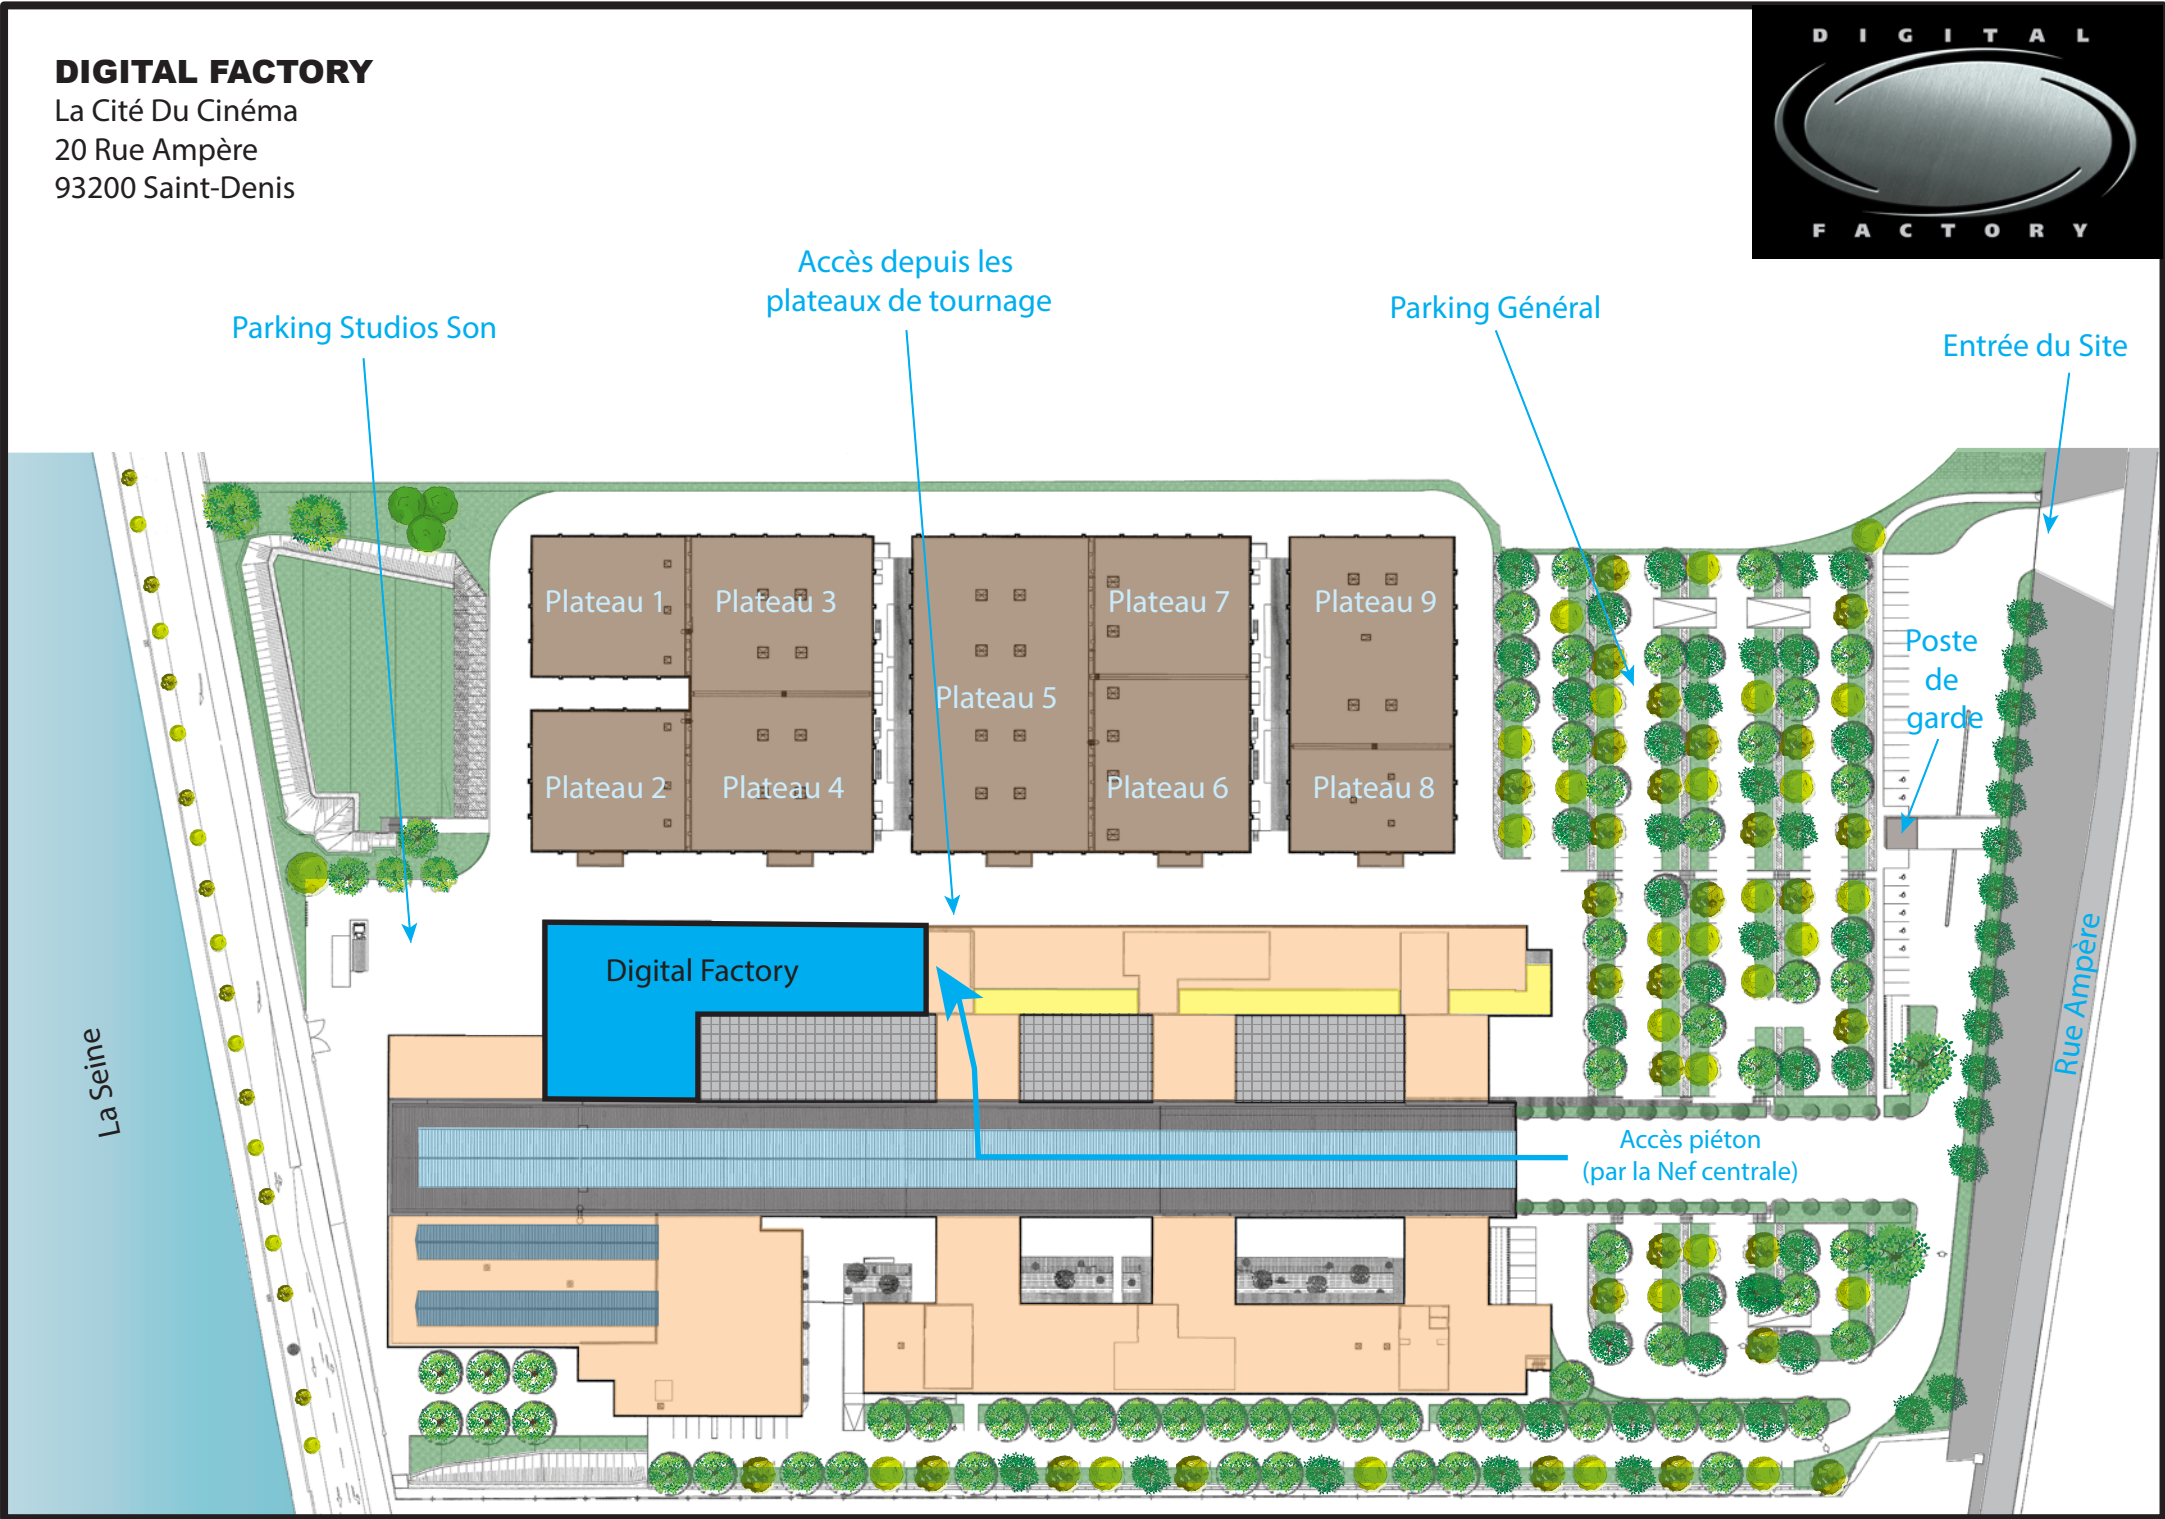 DIGITAL FACTORY
La Cité Du Cinéma
20 Rue Ampère
93200 Saint-Denis
DIGITAL
FACTORY
Accès depuis les
plateaux de tournage
Parking Studios Son
Parking Général
Entrée du Site
Plateau 1
Plateau 3
Plateau 7
Plateau 9
Poste
de
garde
Plateau 5
Plateau 2
Plateau 4
Plateau 6
Plateau 8
Digital Factory
Rue Ampère
La Seine
Accès piéton
(par la Nef centrale)